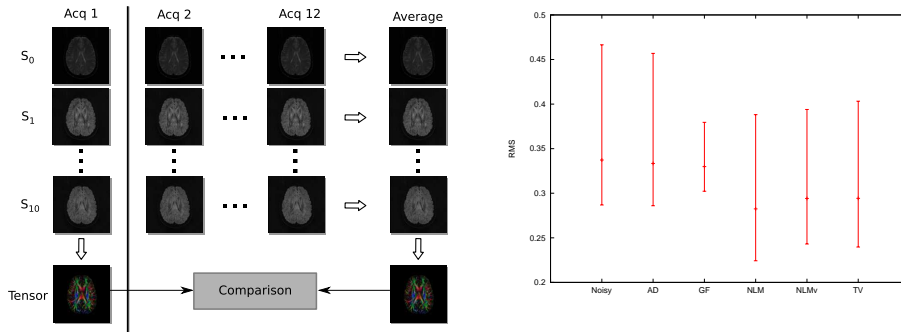 Acq 1
Acq 2
Acq 12
Average
S0
S1
S10
Tensor
Comparison
0.5
0.45
0.4
0.35
0.3
0.25
0.2
RMS
Noisy
AD
GF
NLM
NLMv
TV